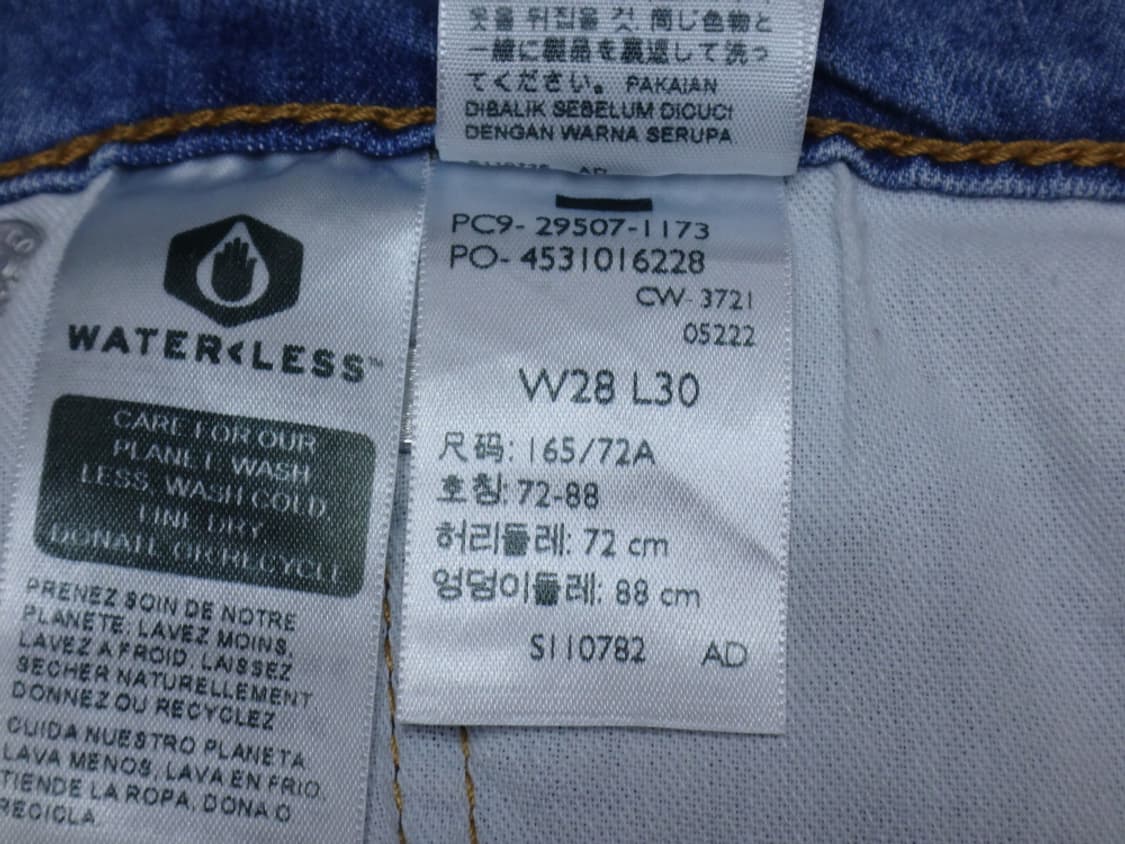 옷을 뒤집을 것. 同じ色物と
一緒に製品を裏返して洗っ
てください。 PAKAIAN
DIBALIK SEBELUM DICUCI
DENGAN WARNA SERUPA
WATER<LESS™
CARE FOR OUR
PLANET. WASH
LESS, WASH COLD,
LINE DRY
DONATE OR RECYCLE
PRENEZ SOIN DE NOTRE
PLANETE: LAVEZ MOINS,
LAVEZ A FROID, LAISSEZ
SECHER NATURELLEMENT
DONNEZ OU RECYCLEZ
CUIDA NUESTRO PLANETA
LAVA MENOS, LAVA EN FRIO,
TIENDE LA ROPA, DONA O
RECICLA
PC9- 29507-1173
PO- 4531016228
CW- 3721
05222
W28 L30
尺码: 165/72A
호칭: 72-88
허리둘레: 72 cm
엉덩이둘레: 88 cm
S110782 AD